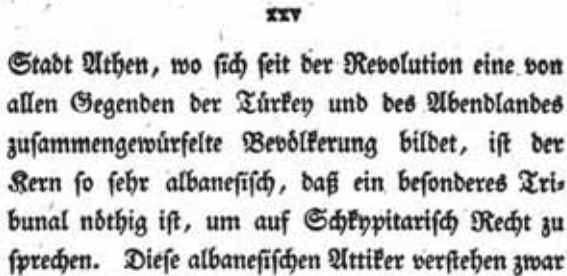 xxv
Stadt Athen, wo sich seit der Revolution eine von
allen Gegenden der Türkey und des Abendlandes
zusammengewürfelte Bevölkerung bildet, ist der
Kern so sehr albanesisch, daß ein besonderes Tri-
bunal nöthig ist, um auf Schkypitarisch Recht zu
sprechen. Diese albanesischen Attiker verstehen zwar